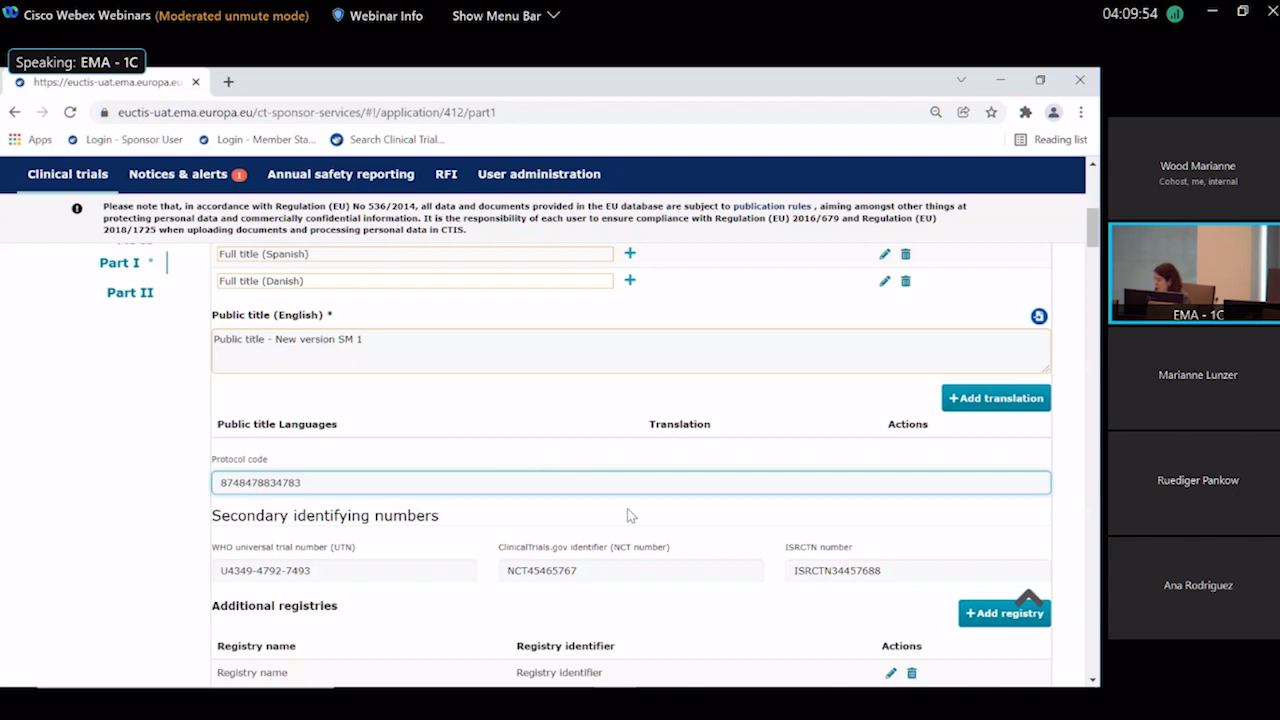 Cisco Webex Webinars (Moderated unmute mode) Webinar Info Show Menu Bar 04:09:54
Speaking: EMA - 1C
https://euctis-uat.ema.europa.eu
euctis-uat.ema.europa.eu/ct-sponsor-services/#!/application/412/part1
Apps Login - Sponsor User Login - Member Sta... Search Clinical Trial... Reading list
Clinical trials Notices & alerts 1 Annual safety reporting RFI User administration
Please note that, in accordance with Regulation (EU) No 536/2014, all data and documents provided in the EU database are subject to publication rules , aiming amongst other things at
protecting personal data and commercially confidential information. It is the responsibility of each user to ensure compliance with Regulation (EU) 2016/679 and Regulation (EU)
2018/1725 when uploading documents and processing personal data in CTIS.
Part I *
Part II
Full title (Spanish)
Full title (Danish)
Public title (English) *
Public title - New version SM 1
+Add translation
Public title Languages Translation Actions
Protocol code
8748478834783
Secondary identifying numbers
WHO universal trial number (UTN) ClinicalTrials.gov identifier (NCT number) ISRCTN number
U4349-4792-7493 NCT45465767 ISRCTN34457688
Additional registries
+Add registry
Registry name Registry identifier Actions
Registry name Registry identifier
Wood Marianne
Cohost, me, internal
EMA - 1C
Marianne Lunzer
Ruediger Pankow
Ana Rodriguez